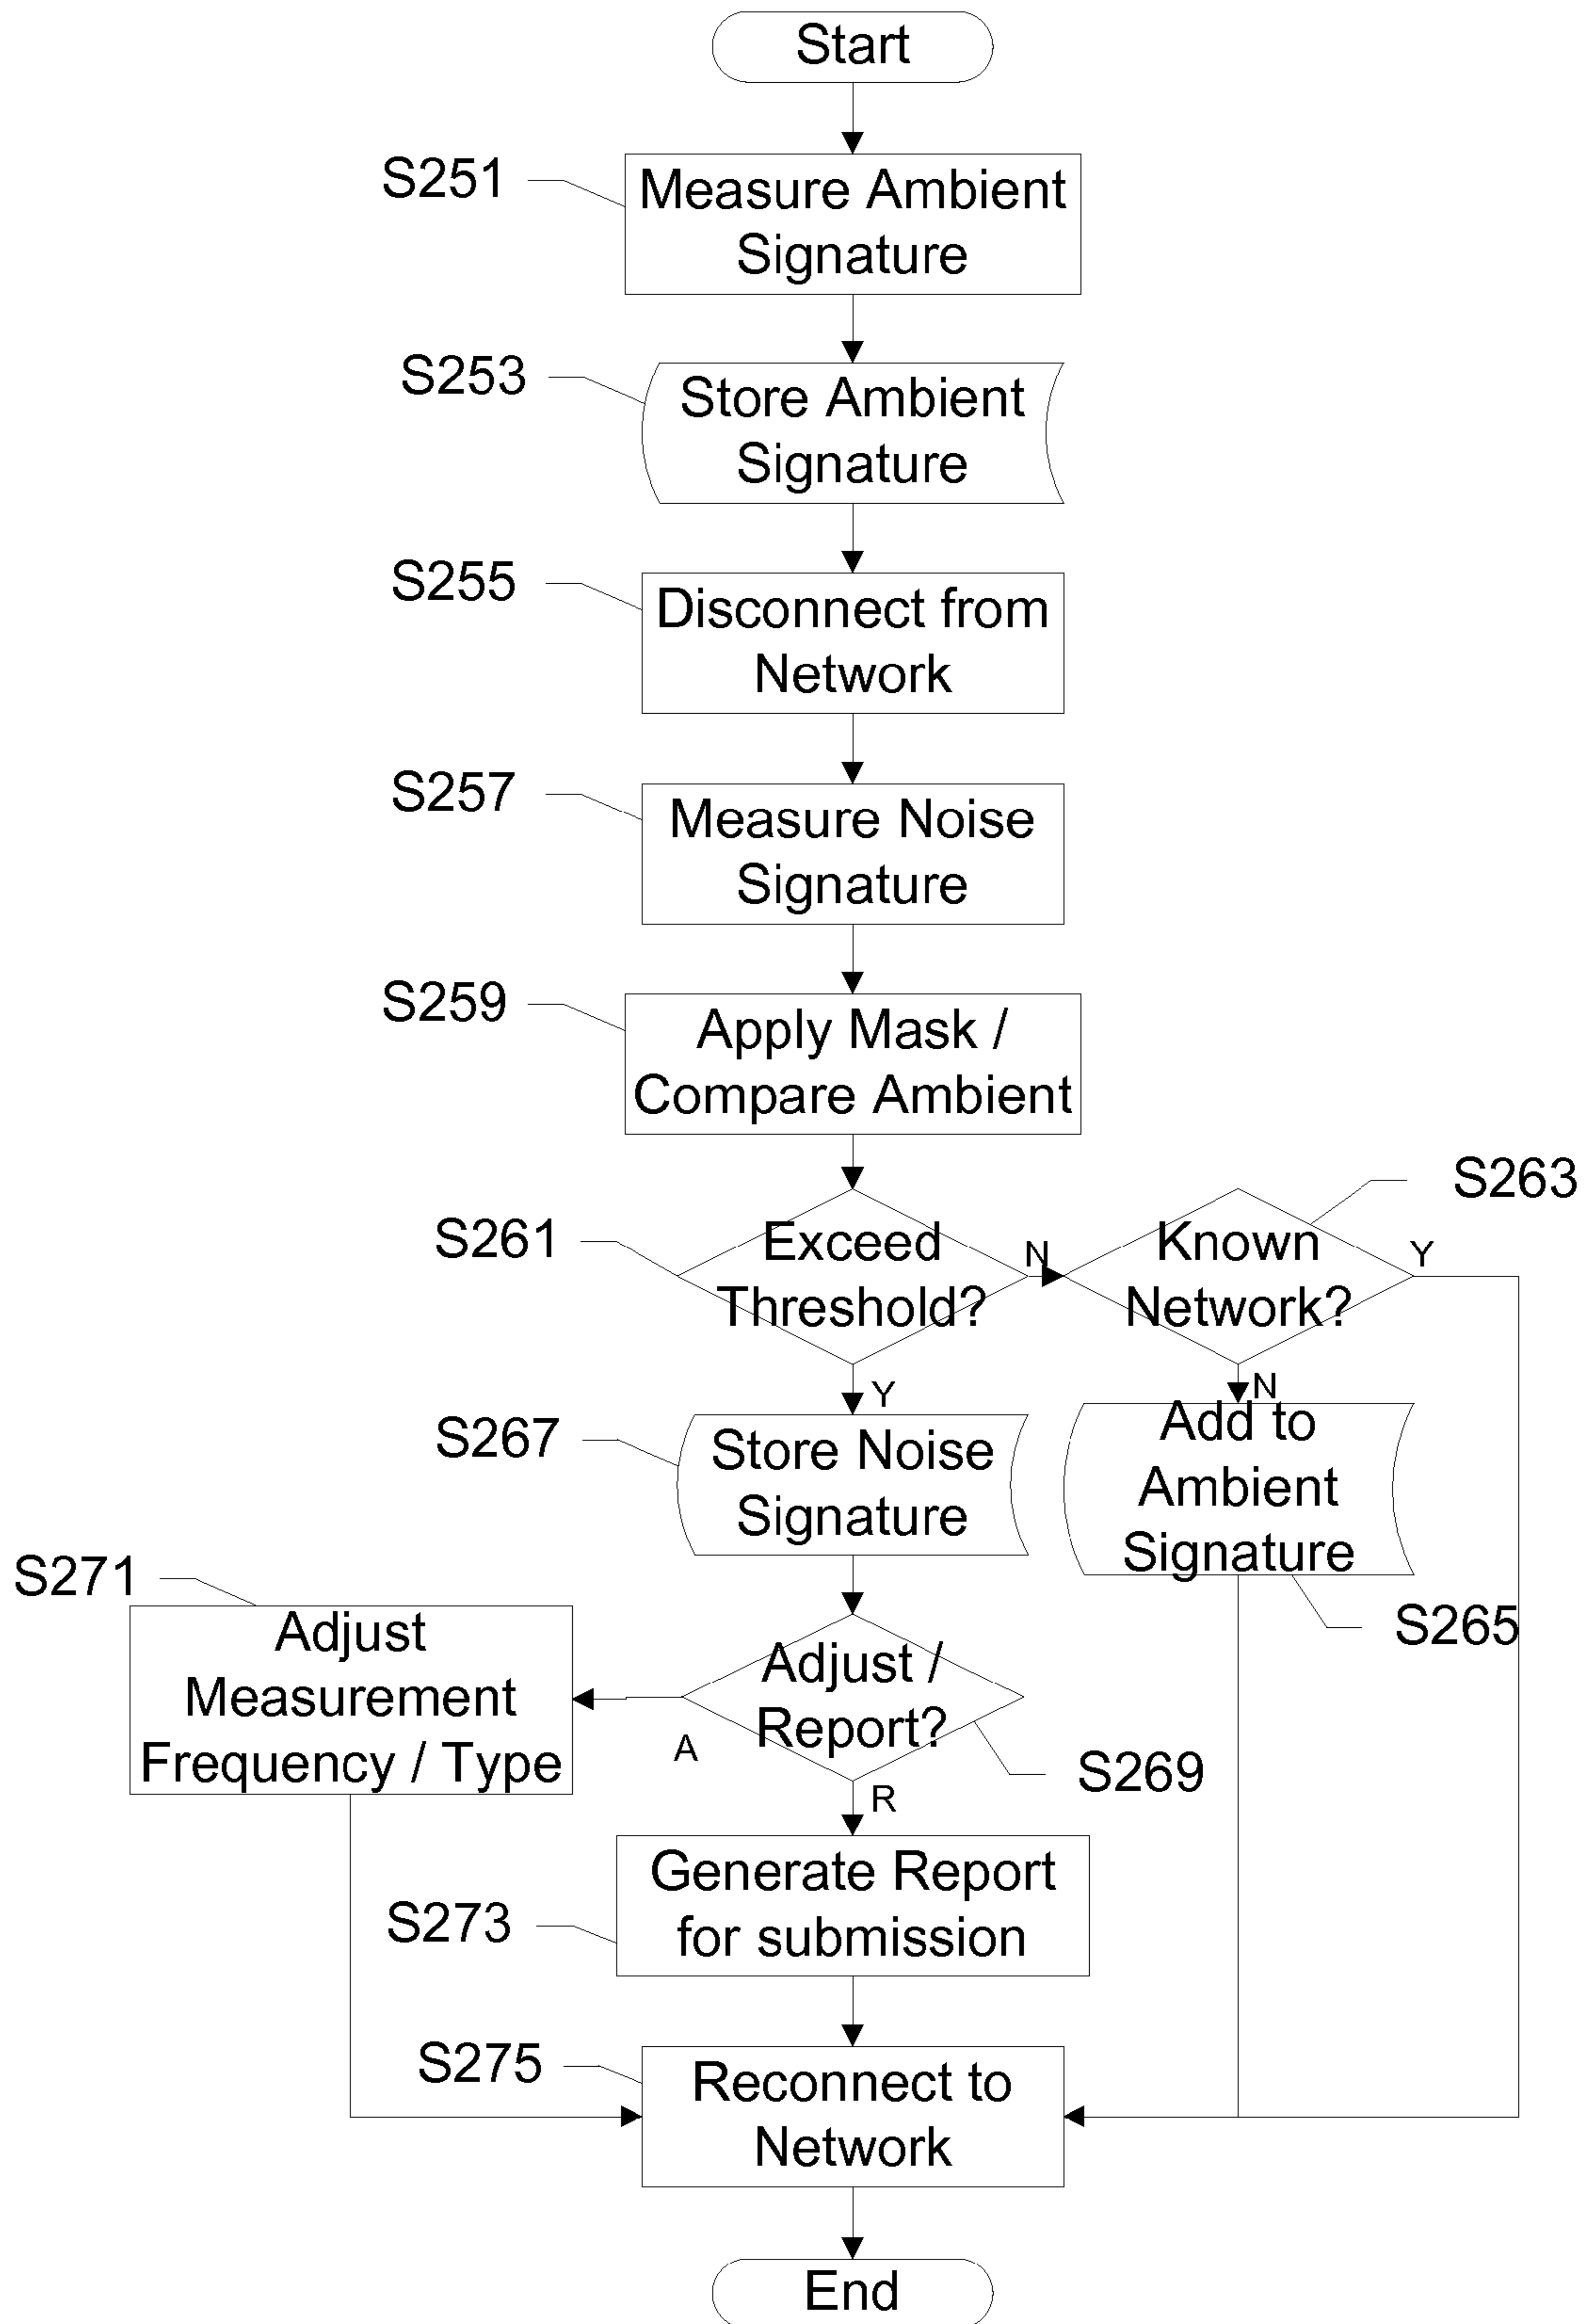 Start
S251
Measure Ambient
Signature
S253
Store Ambient
Signature
S255
Disconnect from
Network
S257
Measure Noise
Signature
S259
Apply Mask /
Compare Ambient
S261
Exceed
Threshold?
N
S263
Known
Network?
Y
Y
N
S267
Store Noise
Signature
Add to
Ambient
Signature
S265
S271
Adjust
Measurement
Frequency / Type
Adjust /
Report?
A
S269
R
S273
Generate Report
for submission
S275
Reconnect to
Network
End